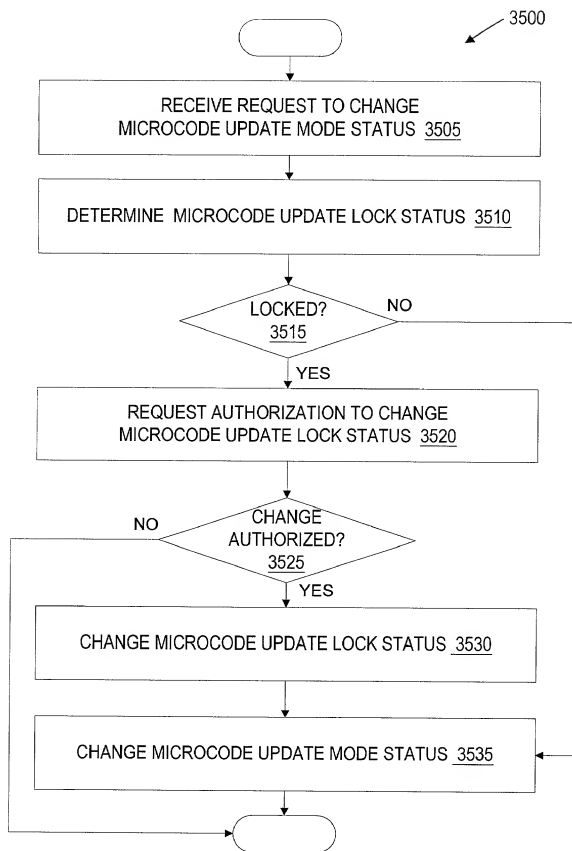 3500
RECEIVE REQUEST TO CHANGE
MICROCODE UPDATE MODE STATUS 3505
DETERMINE MICROCODE UPDATE LOCK STATUS 3510
LOCKED?
3515
NO
YES
REQUEST AUTHORIZATION TO CHANGE
MICROCODE UPDATE LOCK STATUS 3520
NO
CHANGE
AUTHORIZED?
3525
YES
CHANGE MICROCODE UPDATE LOCK STATUS 3530
CHANGE MICROCODE UPDATE MODE STATUS 3535